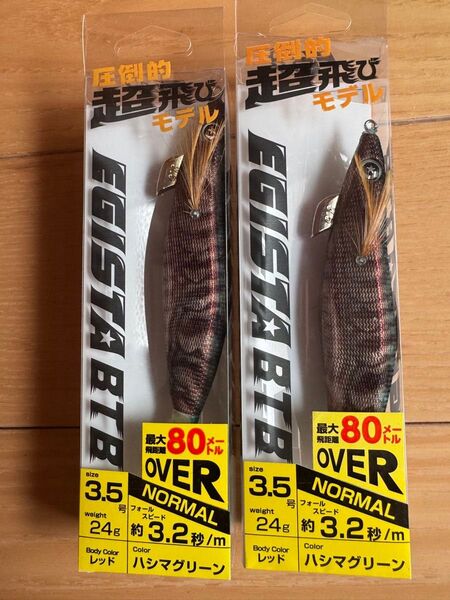 圧倒的
超飛び
モデル
EGISTA★BTB
最大
飛距離
80メートル
OVER
NORMAL
size
3.5号
weight
24g
フォール
スピード
約3.2秒/m
Body Color
レッド
Color
ハシマグリーン
圧倒的
超飛び
モデル
EGISTA★BTB
最大
飛距離
80メートル
OVER
NORMAL
size
3.5号
weight
24g
フォール
スピード
約3.2秒/m
Body Color
レッド
Color
ハシマグリーン